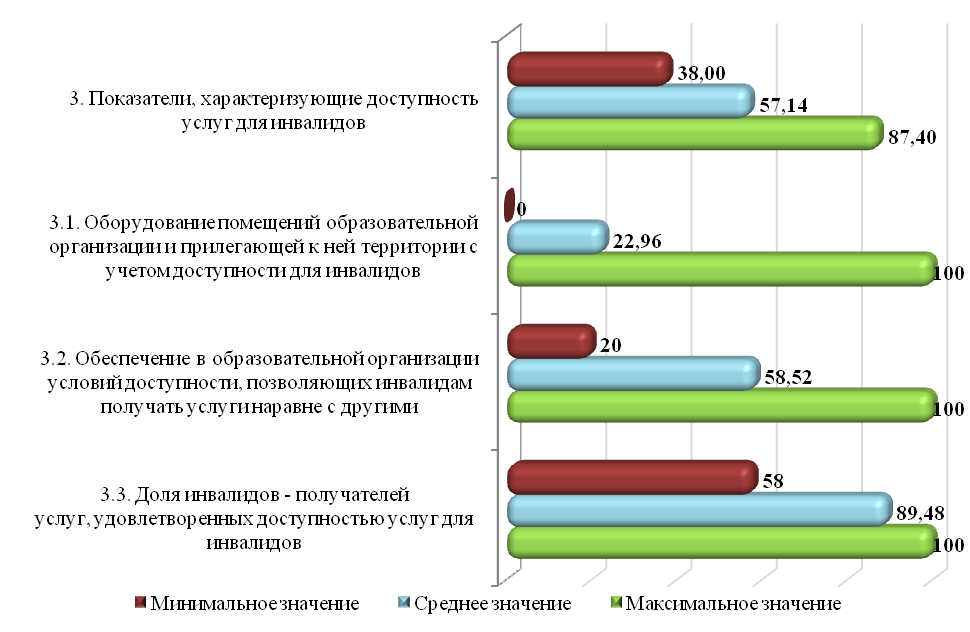 3. Показатели, характеризующие доступность
услуг для инвалидов
38,00
57,14
87,40
3.1. Оборудование помещений образовательной
организации и прилегающей к ней территории с
учетом доступности для инвалидов
0
22,96
100
3.2. Обеспечение в образовательной организации
условий доступности, позволяющих инвалидам
получать услуги наравне с другими
20
58,52
100
3.3. Доля инвалидов - получателей
услуг, удовлетворенных доступностью услуг для
инвалидов
58
89,48
100
Минимальное значение
Среднее значение
Максимальное значение